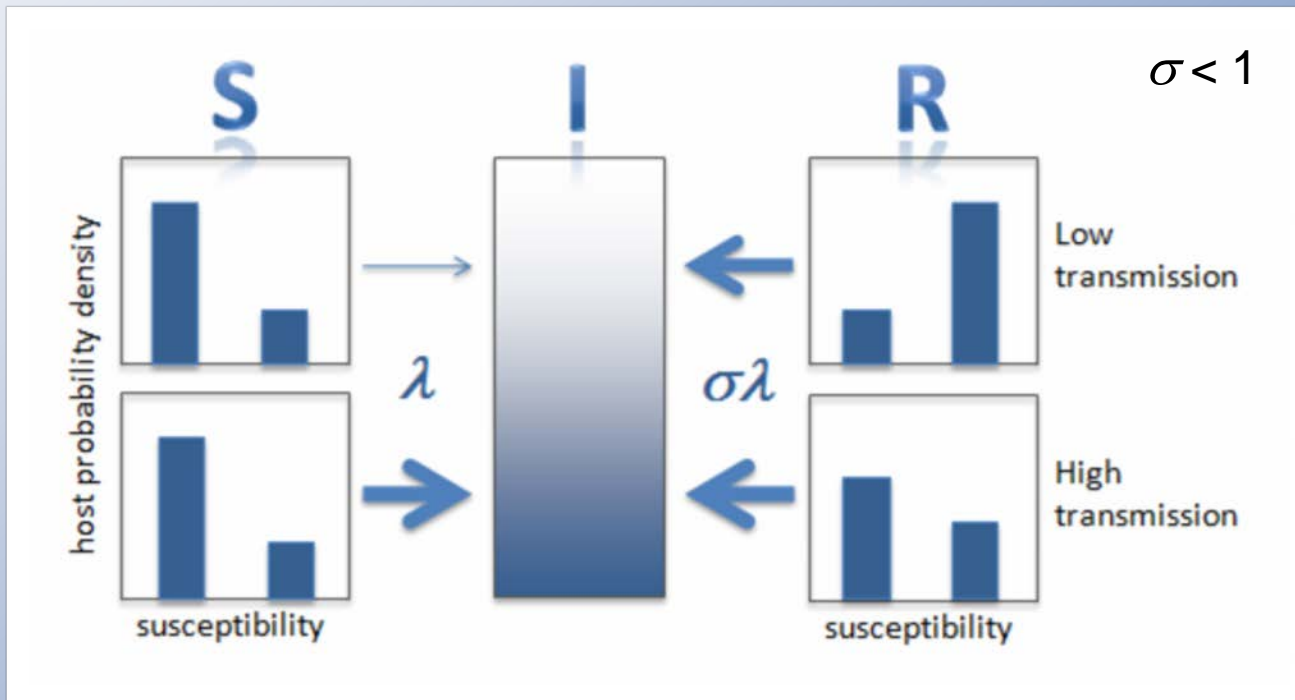 σ < 1
S
I
R
host probability density
Low
transmission
λ
σλ
High
transmission
susceptibility
susceptibility